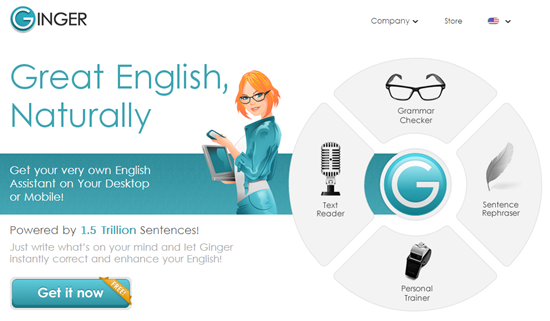 GINGER
Company
Store
Great English,
Naturally
Get your very own English
Assistant on Your Desktop
or Mobile!
Powered by 1.5 Trillion Sentences!
Just write what's on your mind and let Ginger
instantly correct and enhance your English!
Get it now
FREE!
Grammar
Checker
Text
Reader
G
Sentence
Rephraser
Personal
Trainer